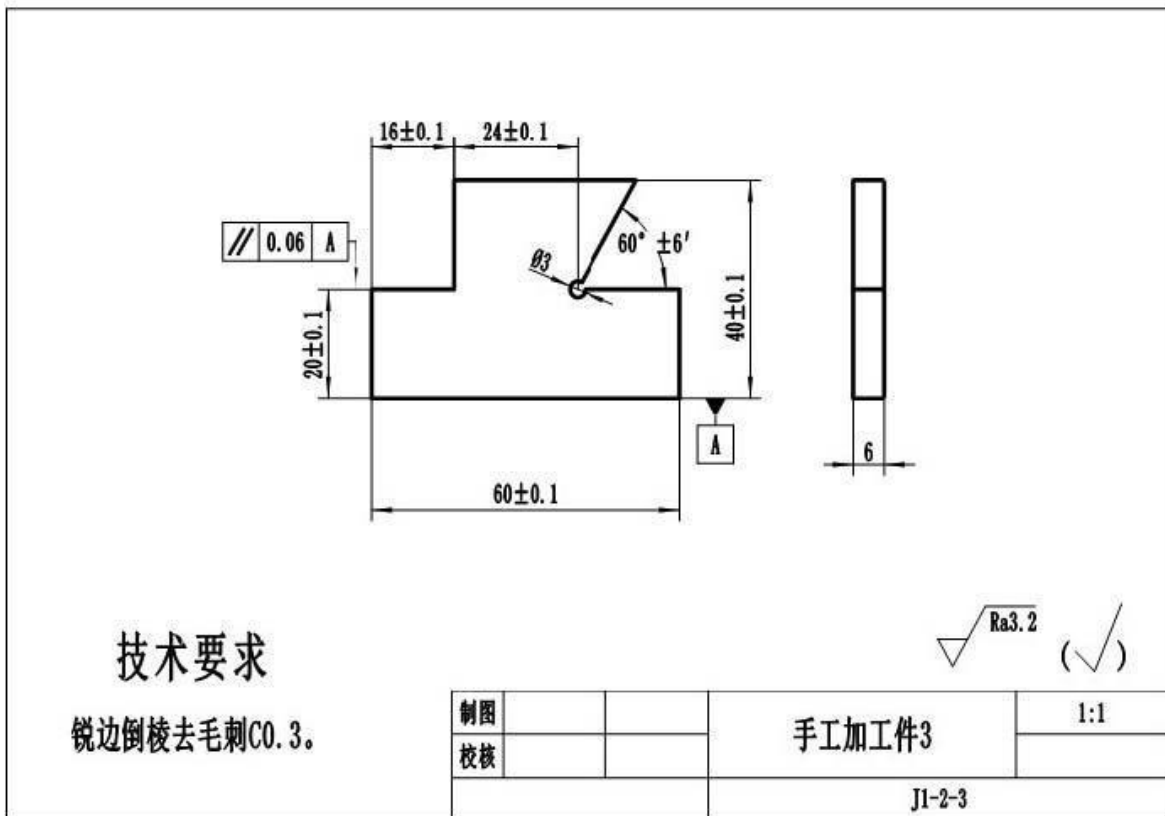 16±0.1
24±0.1
// 0.06 A
60° ±6′
Ø3
20±0.1
40±0.1
A
6
60±0.1
Ra3.2
(√)
技术要求
锐边倒棱去毛刺C0.3。
制图
手工加工件3
1:1
校核
J1-2-3